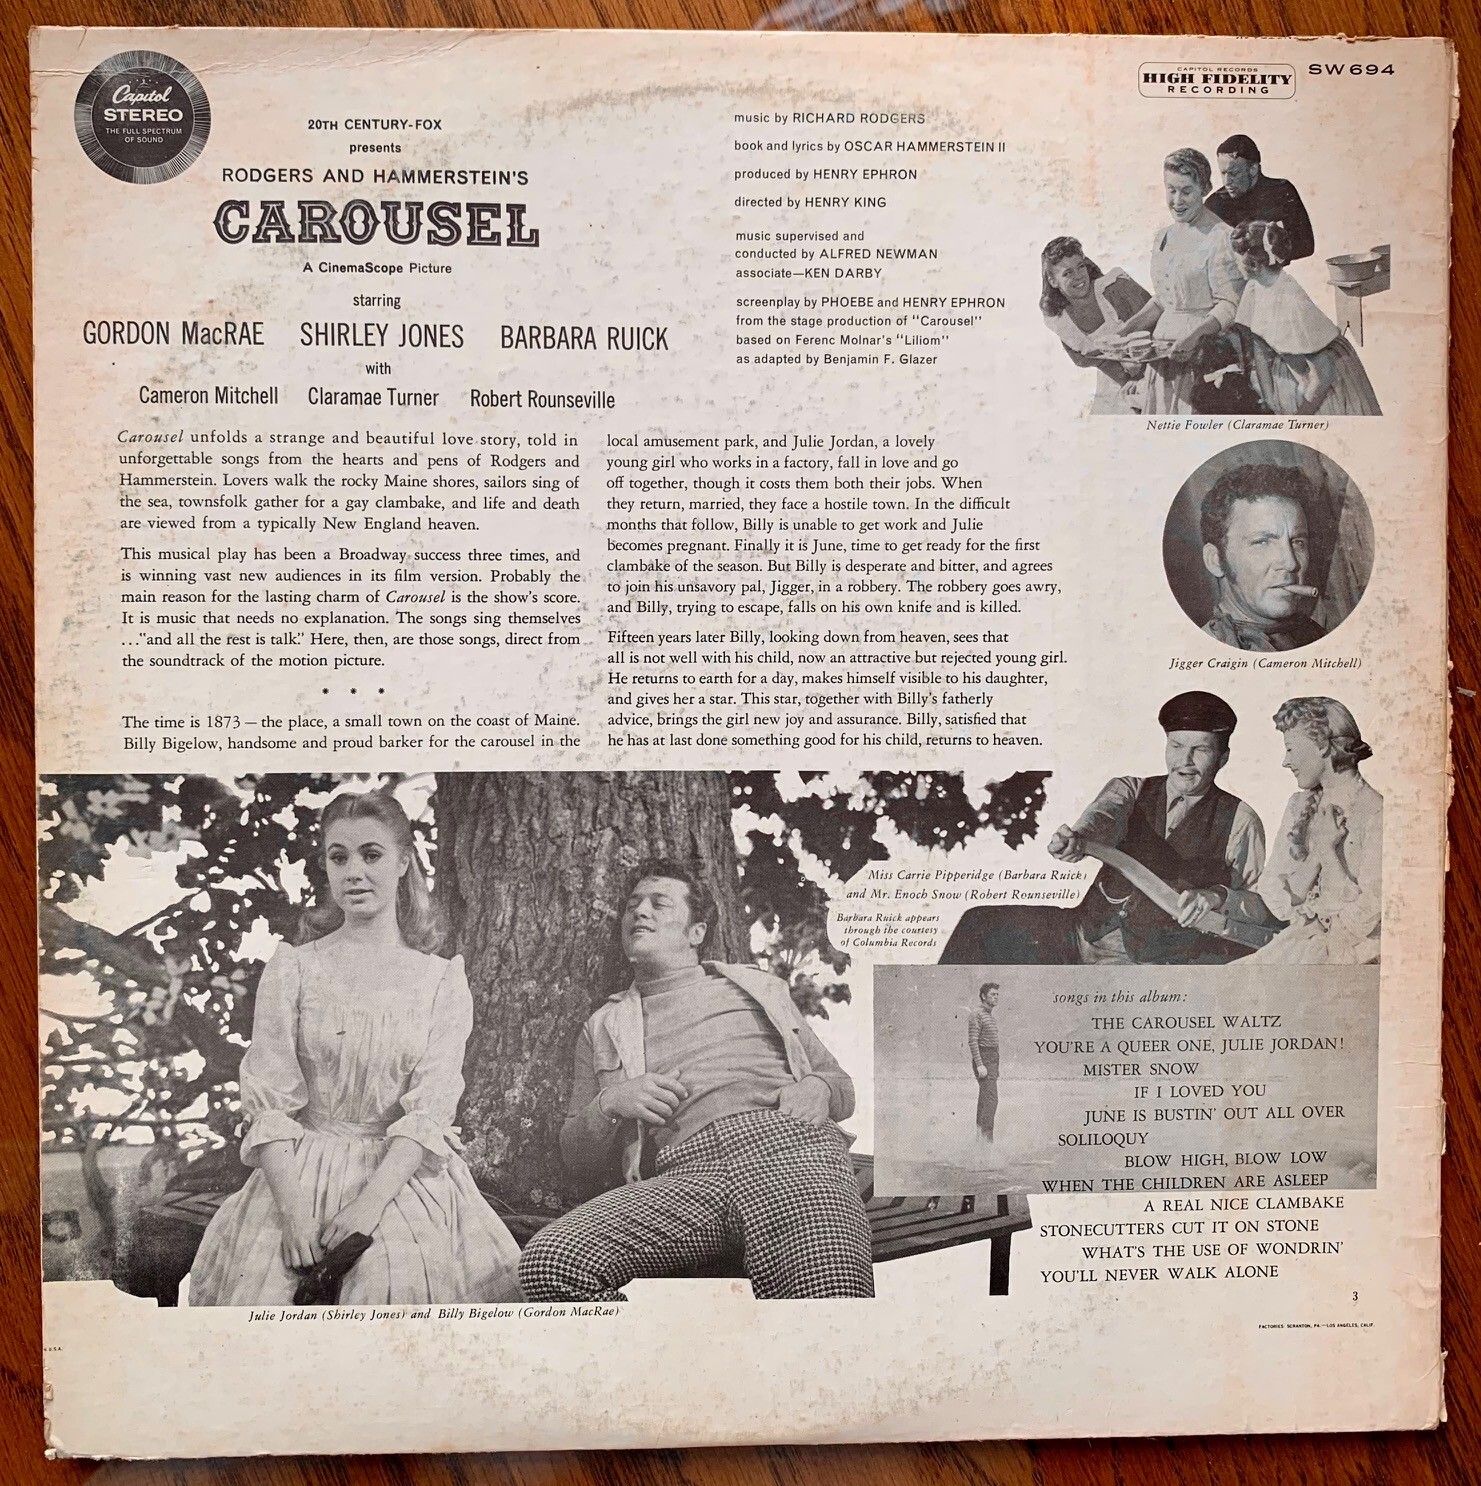 Capitol
STEREO
THE FULL SPECTRUM
OF SOUND
CAPITOL RECORDS
HIGH FIDELITY
RECORDING
SW 694
20TH CENTURY-FOX
presents
RODGERS AND HAMMERSTEIN'S
CAROUSEL
A CinemaScope Picture
starring
GORDON MacRAE SHIRLEY JONES BARBARA RUICK
with
Cameron Mitchell Claramae Turner Robert Rounseville
music by RICHARD RODGERS
book and lyrics by OSCAR HAMMERSTEIN II
produced by HENRY EPHRON
directed by HENRY KING
music supervised and
conducted by ALFRED NEWMAN
associate—KEN DARBY
screenplay by PHOEBE and HENRY EPHRON
from the stage production of "Carousel"
based on Ferenc Molnar's "Liliom"
as adapted by Benjamin F. Glazer
Nettie Fowler (Claramae Turner)
Carousel unfolds a strange and beautiful love story, told in
unforgettable songs from the hearts and pens of Rodgers and
Hammerstein. Lovers walk the rocky Maine shores, sailors sing of
the sea, townsfolk gather for a gay clambake, and life and death
are viewed from a typically New England heaven.
This musical play has been a Broadway success three times, and
is winning vast new audiences in its film version. Probably the
main reason for the lasting charm of Carousel is the show's score.
It is music that needs no explanation. The songs sing themselves
..."and all the rest is talk." Here, then, are those songs, direct from
the soundtrack of the motion picture.
* * *
The time is 1873 — the place, a small town on the coast of Maine.
Billy Bigelow, handsome and proud barker for the carousel in the
local amusement park, and Julie Jordan, a lovely
young girl who works in a factory, fall in love and go
off together, though it costs them both their jobs. When
they return, married, they face a hostile town. In the difficult
months that follow, Billy is unable to get work and Julie
becomes pregnant. Finally it is June, time to get ready for the first
clambake of the season. But Billy is desperate and bitter, and agrees
to join his unsavory pal, Jigger, in a robbery. The robbery goes awry,
and Billy, trying to escape, falls on his own knife and is killed.
Fifteen years later Billy, looking down from heaven, sees that
all is not well with his child, now an attractive but rejected young girl.
He returns to earth for a day, makes himself visible to his daughter,
and gives her a star. This star, together with Billy's fatherly
advice, brings the girl new joy and assurance. Billy, satisfied that
he has at last done something good for his child, returns to heaven.
Jigger Craigin (Cameron Mitchell)
Miss Carrie Pipperidge (Barbara Ruick)
and Mr. Enoch Snow (Robert Rounseville)
Barbara Ruick appears
through the courtesy
of Columbia Records
songs in this album:
THE CAROUSEL WALTZ
YOU'RE A QUEER ONE, JULIE JORDAN!
MISTER SNOW
IF I LOVED YOU
JUNE IS BUSTIN' OUT ALL OVER
SOLILOQUY
BLOW HIGH, BLOW LOW
WHEN THE CHILDREN ARE ASLEEP
A REAL NICE CLAMBAKE
STONECUTTERS CUT IT ON STONE
WHAT'S THE USE OF WONDRIN'
YOU'LL NEVER WALK ALONE
Julie Jordan (Shirley Jones) and Billy Bigelow (Gordon MacRae)
3
FACTORIES: SCRANTON, PA.—LOS ANGELES, CALIF.
U.S.A.